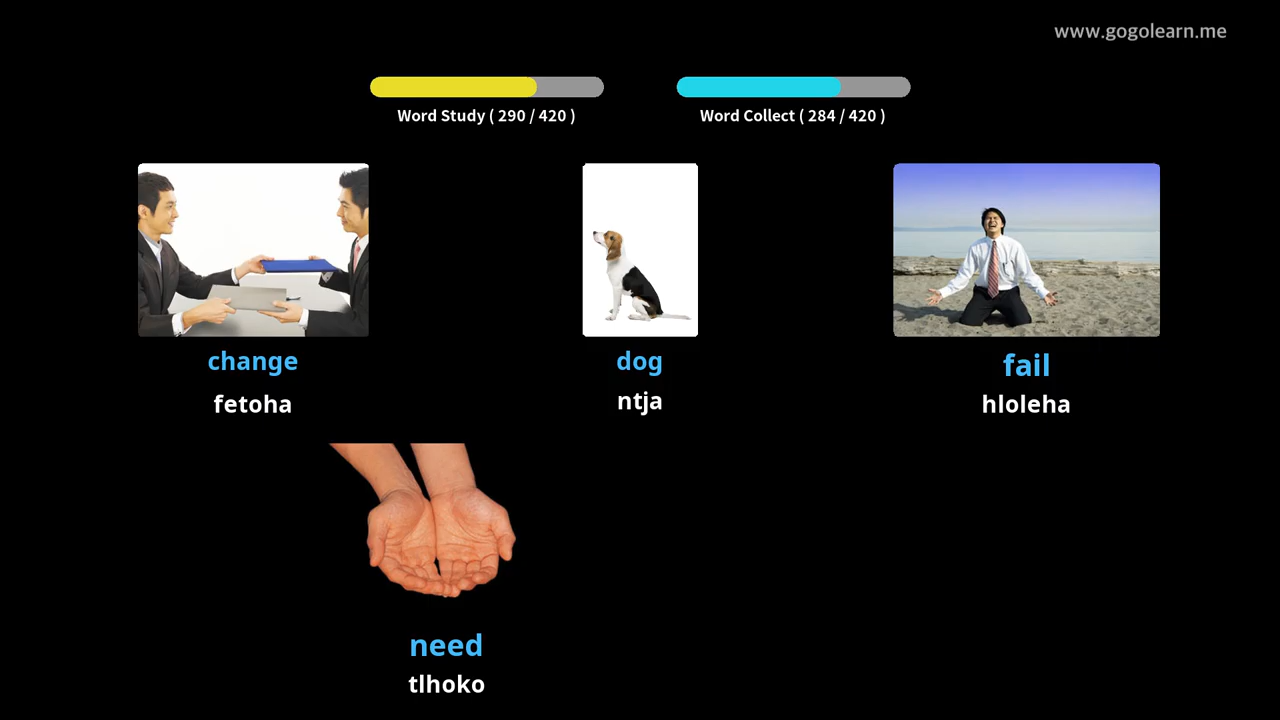 www.gogolearn.me
Word Study ( 290 / 420 )
Word Collect ( 284 / 420 )
change
fetoha
dog
ntja
fail
hloleha
need
tlhoko